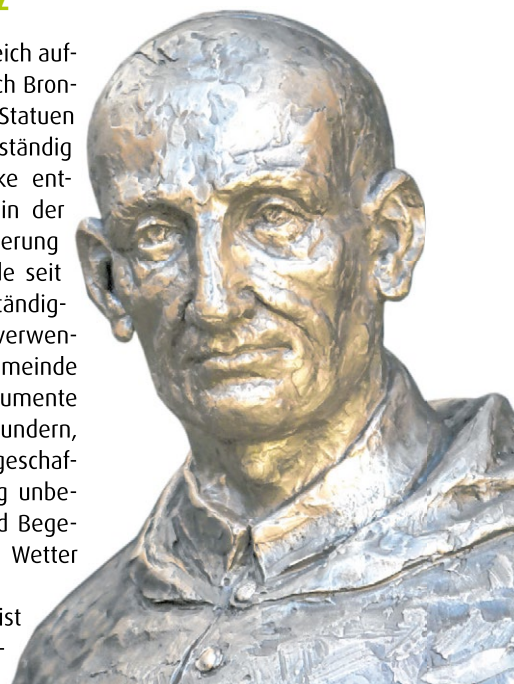 z
eich auf-
ch Bron-
Statuen
ständig
ke ent-
in der
erung
le seit
tändig-
verwen-
meinde
umente
undern,
geschaf-
g unbe-
d Bege-
Wetter
ist
-